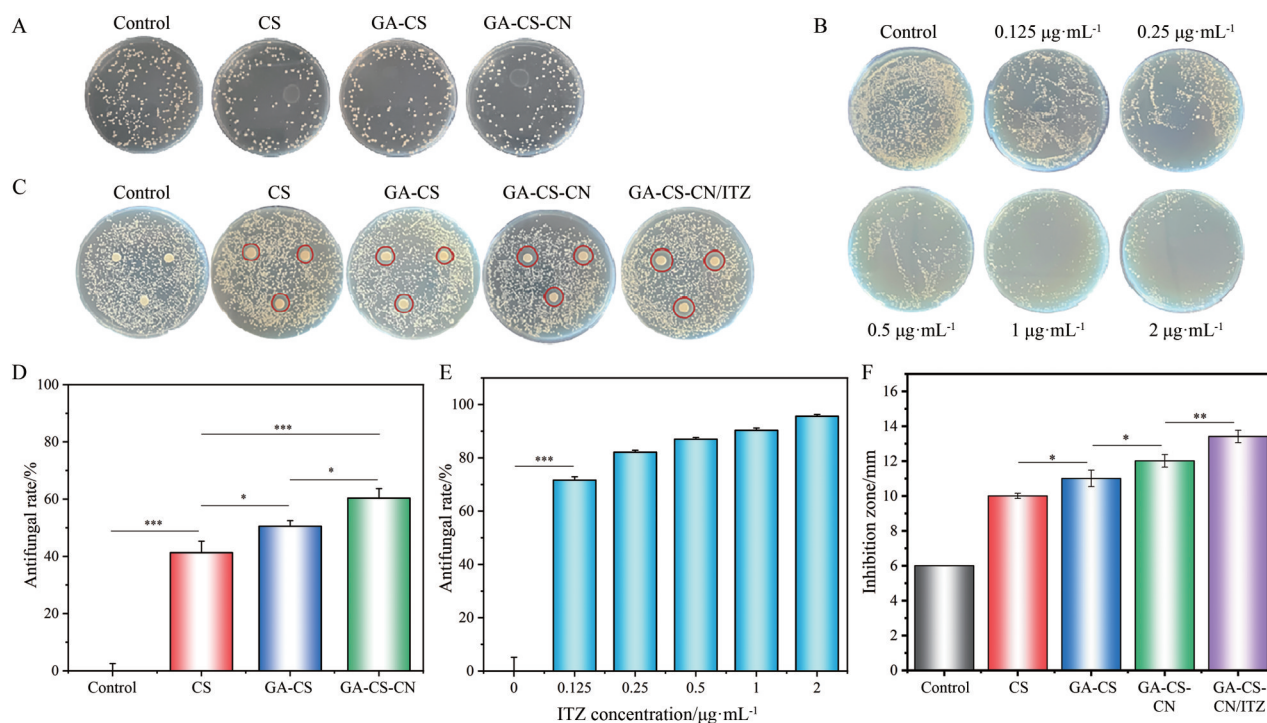 A
Control CS GA-CS GA-CS-CN
B
Control 0.125 μg·mL-1 0.25 μg·mL-1
0.5 μg·mL-1 1 μg·mL-1 2 μg·mL-1
C
Control CS GA-CS GA-CS-CN GA-CS-CN/ITZ
D
Antifungal rate/%
100
80
60
40
20
0
***
*
***
*
Control CS GA-CS GA-CS-CN
E
Antifungal rate/%
100
80
60
40
20
0
***
0 0.125 0.25 0.5 1 2
ITZ concentration/μg·mL-1
F
Inhibition zone/mm
16
14
12
10
8
6
4
2
0
*
*
**
Control CS GA-CS GA-CS- GA-CS-
CN CN/ITZ